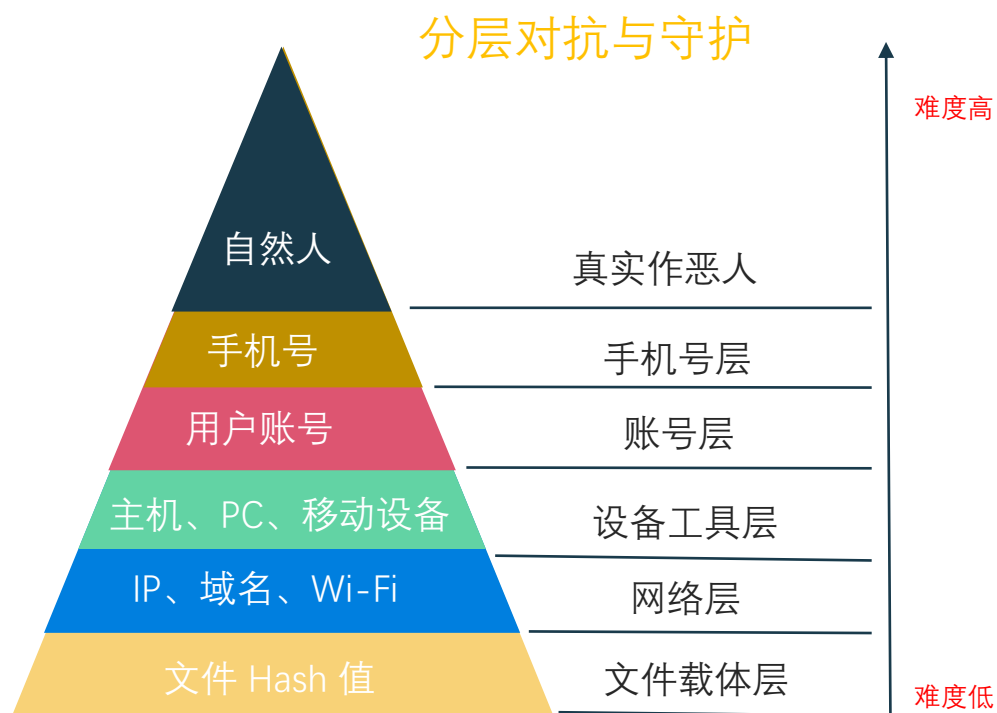 分层对抗与守护
难度高
自然人
真实作恶人
手机号
手机号层
用户账号
账号层
主机、PC、移动设备
设备工具层
IP、域名、Wi-Fi
网络层
文件 Hash 值
文件载体层
难度低